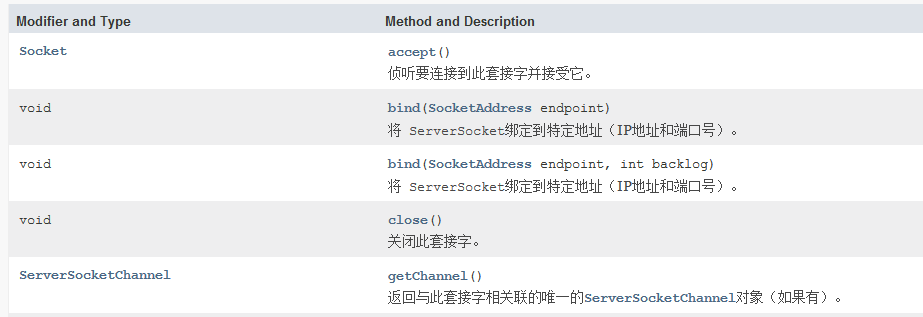 Modifier and Type Method and Description
Socket accept()
侦听要连接到此套接字并接受它。
void bind(SocketAddress endpoint)
将 ServerSocket绑定到特定地址（IP地址和端口号）。
void bind(SocketAddress endpoint, int backlog)
将 ServerSocket绑定到特定地址（IP地址和端口号）。
void close()
关闭此套接字。
ServerSocketChannel getChannel()
返回与此套接字相关联的唯一的ServerSocketChannel对象（如果有）。